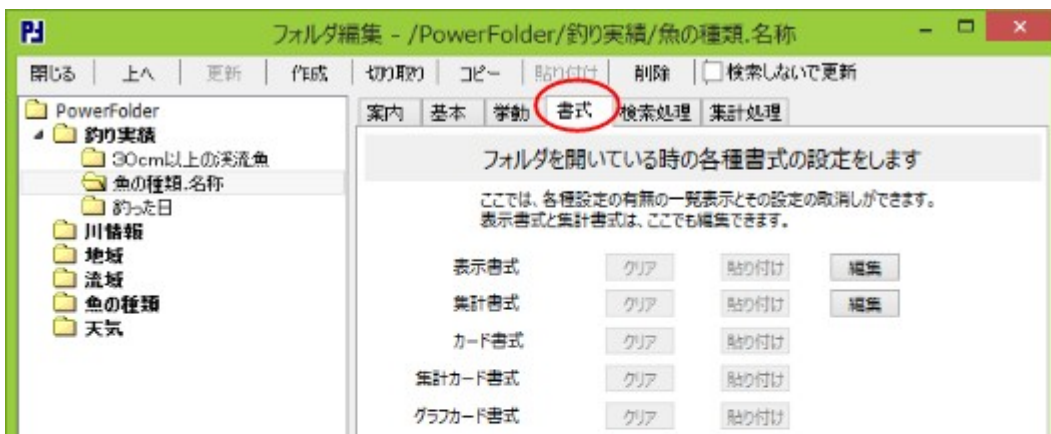 フォルダ編集 - /PowerFolder/釣り実績/魚の種類.名称
閉じる 上へ 更新 作成 切り取り コピー 貼り付け 削除 検索しないで更新
PowerFolder
釣り実績
30cm以上の渓流魚
魚の種類.名称
釣った日
川情報
地域
流域
魚の種類
天気
案内 基本 挙動 書式 検索処理 集計処理
フォルダを開いている時の各種書式の設定をします
ここでは、各種設定の有無の一覧表示とその設定の取消しができます。
表示書式と集計書式は、ここでも編集できます。
表示書式 クリア 貼り付け 編集
集計書式 クリア 貼り付け 編集
カード書式 クリア 貼り付け
集計カード書式 クリア 貼り付け
グラフカード書式 クリア 貼り付け